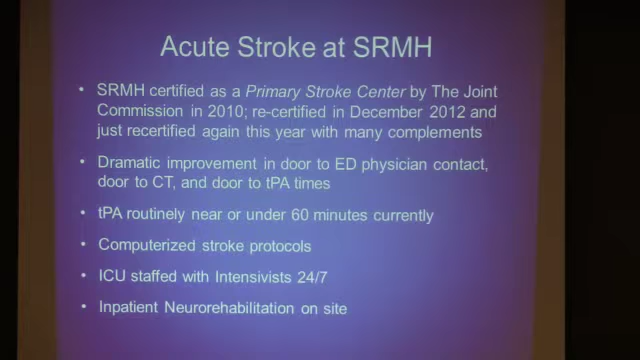 Acute Stroke at SRMH
• SRMH certified as a Primary Stroke Center by The Joint
Commission in 2010; re-certified in December 2012 and
just recertified again this year with many complements
• Dramatic improvement in door to ED physician contact,
door to CT, and door to tPA times
• tPA routinely near or under 60 minutes currently
• Computerized stroke protocols
• ICU staffed with Intensivists 24/7
• Inpatient Neurorehabilitation on site